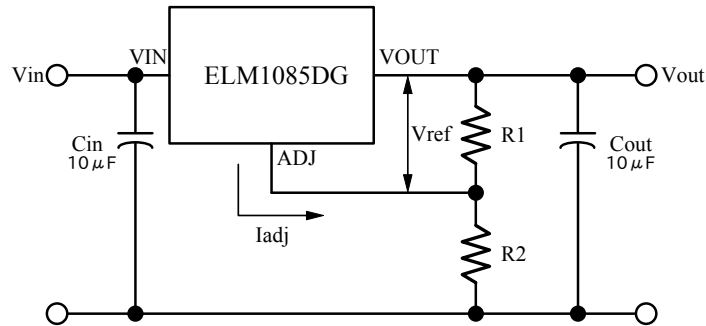 Vin
VIN
ELM1085DG
VOUT
Vout
Cin
10μF
ADJ
Vref
R1
Cout
10μF
Iadj
R2